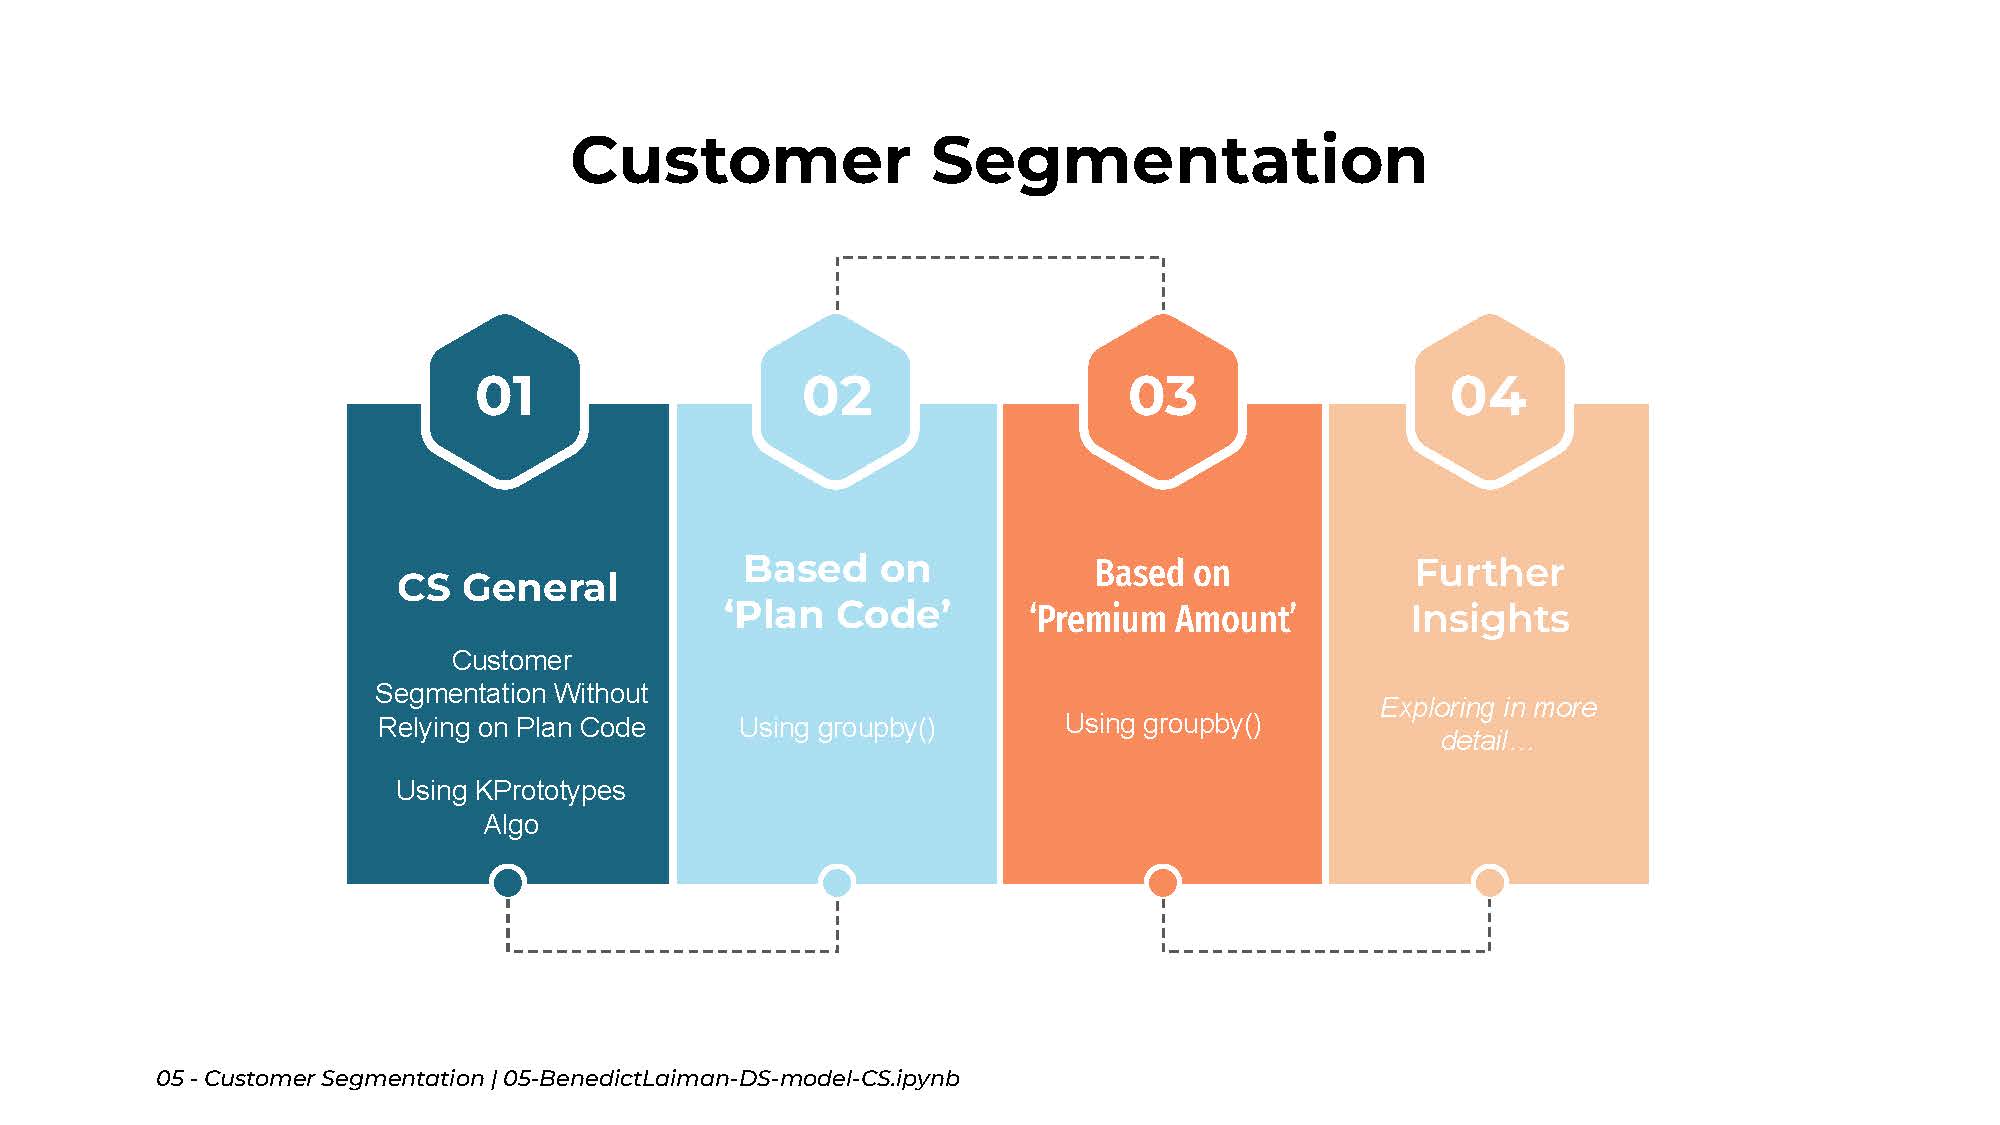 Customer Segmentation
01
CS General
Customer
Segmentation Without
Relying on Plan Code
Using KPrototypes
Algo
02
Based on
‘Plan Code’
Using groupby()
03
Based on
‘Premium Amount’
Using groupby()
04
Further
Insights
Exploring in more
detail…
05 - Customer Segmentation | 05-BenedictLaiman-DS-model-CS.ipynb